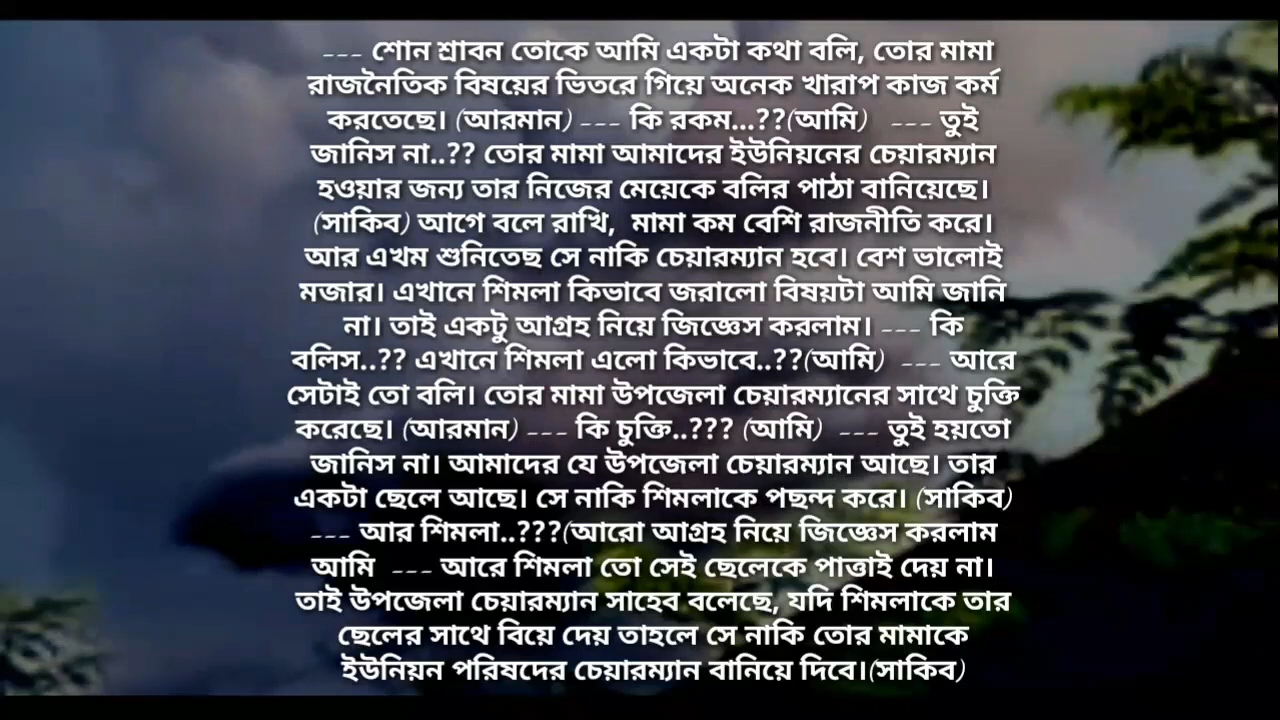 --- শোন শ্রাবন তোকে আমি একটা কথা বলি, তোর মামা
রাজনৈতিক বিষয়ের ভিতরে গিয়ে অনেক খারাপ কাজ কর্ম
করতেছে। (আরমান) --- কি রকম...??(আমি) --- তুই
জানিস না..?? তোর মামা আমাদের ইউনিয়নের চেয়ারম্যান
হওয়ার জন্য তার নিজের মেয়েকে বলির পাঠা বানিয়েছে।
(সাকিব) আগে বলে রাখি, মামা কম বেশি রাজনীতি করে।
আর এখম শুনিতেছ সে নাকি চেয়ারম্যান হবে। বেশ ভালোই
মজার। এখানে শিমলা কিভাবে জরালো বিষয়টা আমি জানি
না। তাই একটু আগ্রহ নিয়ে জিজ্ঞেস করলাম। --- কি
বলিস..?? এখানে শিমলা এলো কিভাবে..??(আমি) --- আরে
সেটাই তো বলি। তোর মামা উপজেলা চেয়ারম্যানের সাথে চুক্তি
করেছে। (আরমান) --- কি চুক্তি..??? (আমি) --- তুই হয়তো
জানিস না। আমাদের যে উপজেলা চেয়ারম্যান আছে। তার
একটা ছেলে আছে। সে নাকি শিমলাকে পছন্দ করে। (সাকিব)
--- আর শিমলা..???(আরো আগ্রহ নিয়ে জিজ্ঞেস করলাম
আমি --- আরে শিমলা তো সেই ছেলেকে পাত্তাই দেয় না।
তাই উপজেলা চেয়ারম্যান সাহেব বলেছে, যদি শিমলাকে তার
ছেলের সাথে বিয়ে দেয় তাহলে সে নাকি তোর মামাকে
ইউনিয়ন পরিষদের চেয়ারম্যান বানিয়ে দিবে।(সাকিব)